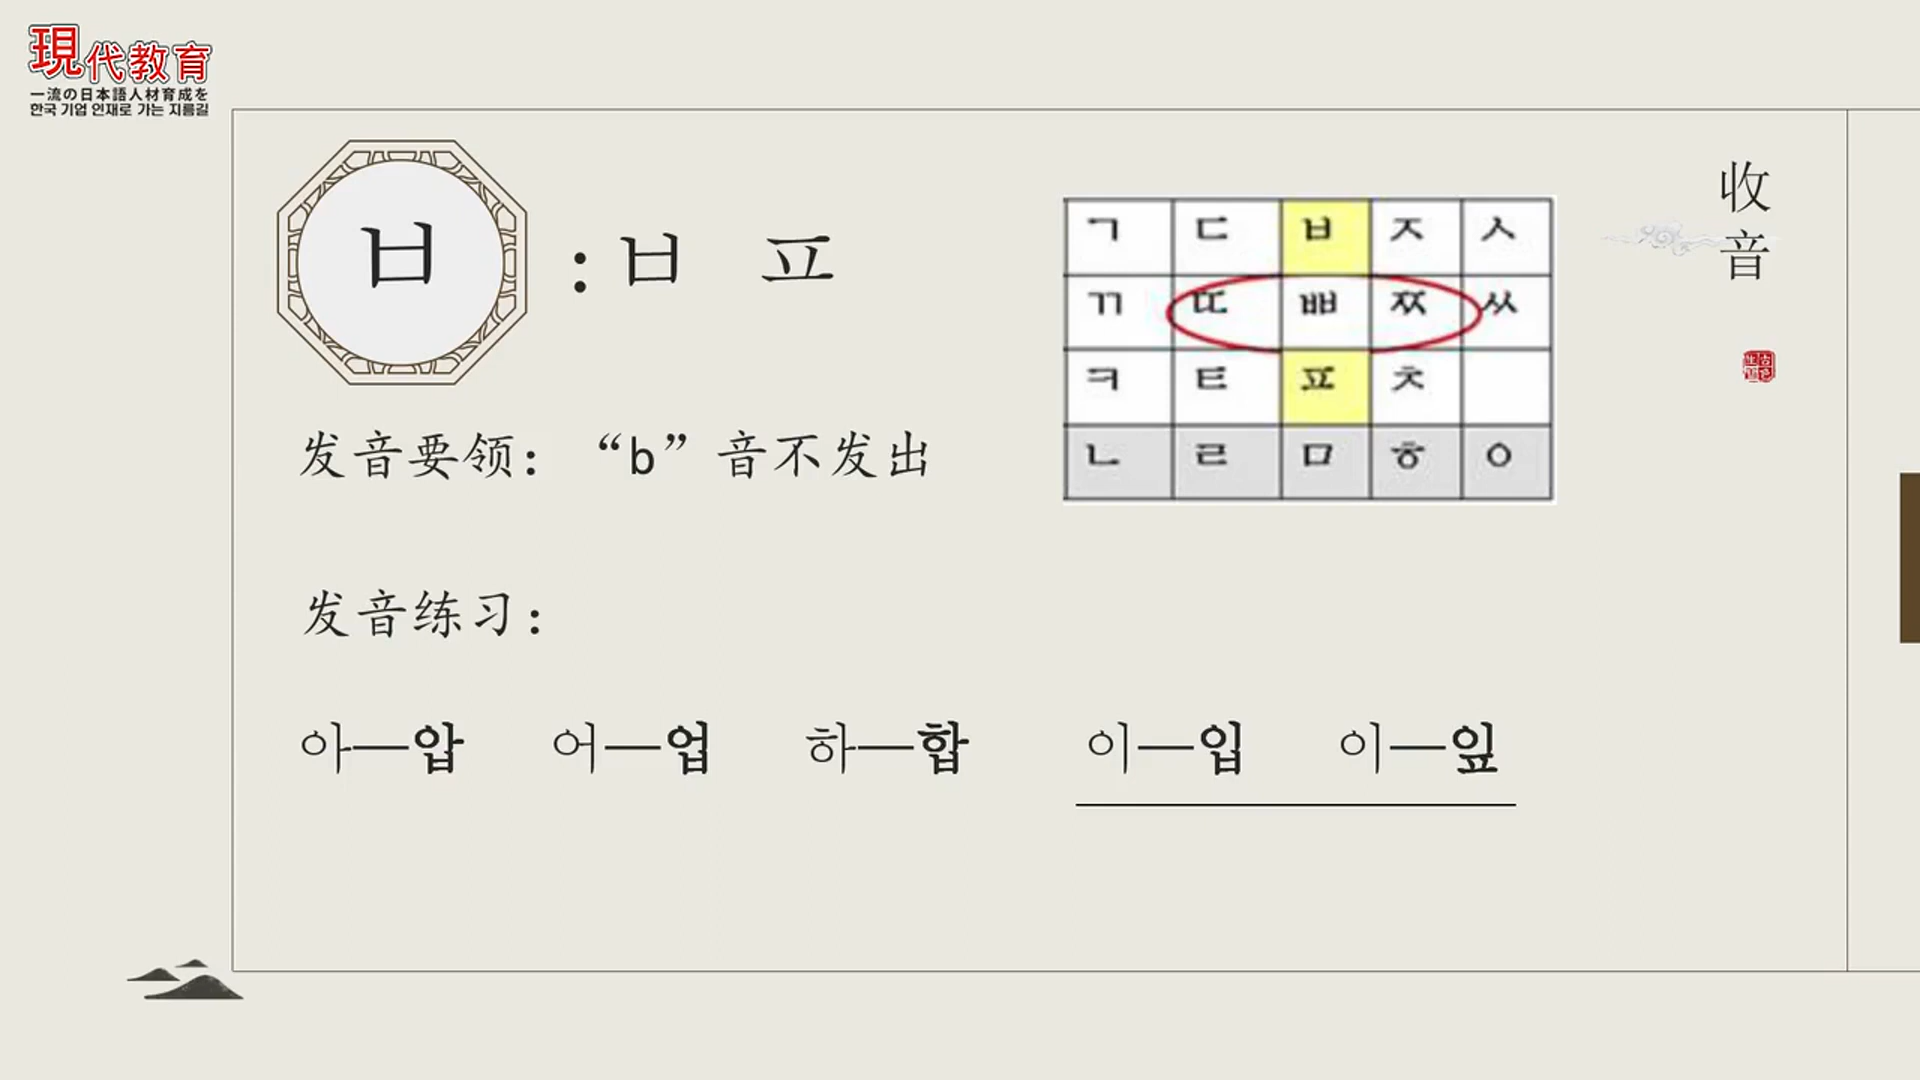 現代教育
一流の日本語人材育成を
한국 기업 인재로 가는 지름길
收音
ㅂ :ㅂ ㅍ
ㄱ ㄷ ㅂ ㅈ ㅅ
ㄲ ㄸ ㅃ ㅉ ㅆ
ㅋ ㅌ ㅍ ㅊ
ㄴ ㄹ ㅁ ㅎ ㅇ
发音要领：“b”音不发出
发音练习：
아—압 어—업 하—합 이—입 이—잎